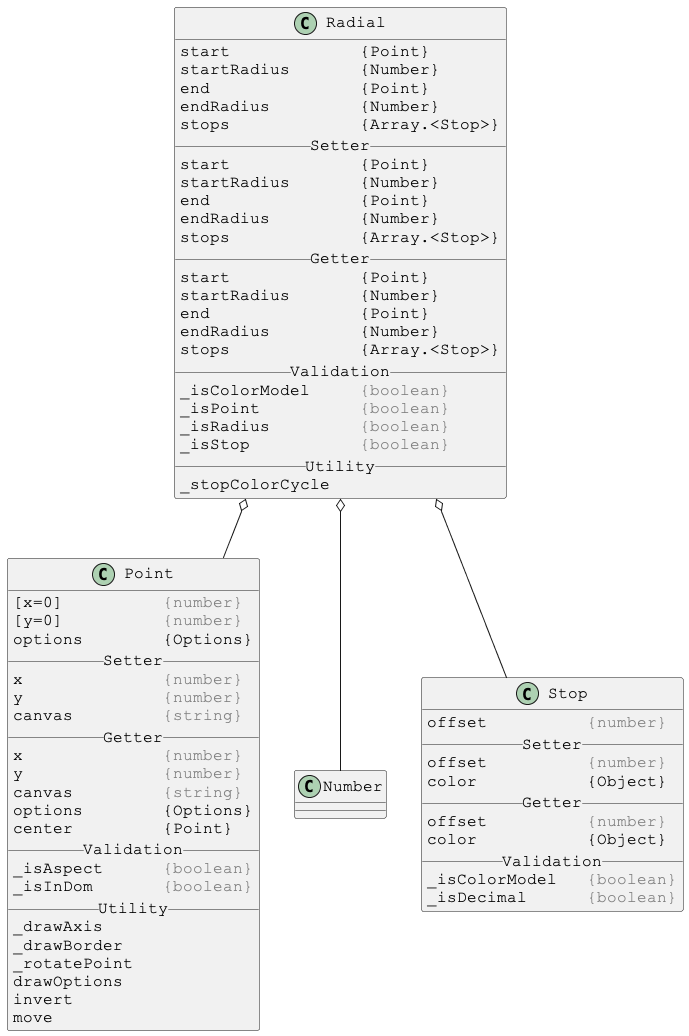 C Radial
start {Point}
startRadius {Number}
end {Point}
endRadius {Number}
stops {Array.<Stop>}
Setter
start {Point}
startRadius {Number}
end {Point}
endRadius {Number}
stops {Array.<Stop>}
Getter
start {Point}
startRadius {Number}
end {Point}
endRadius {Number}
stops {Array.<Stop>}
Validation
_isColorModel {boolean}
_isPoint {boolean}
_isRadius {boolean}
_isStop {boolean}
Utility
_stopColorCycle
C Point
[x=0] {number}
[y=0] {number}
options {Options}
Setter
x {number}
y {number}
canvas {string}
Getter
x {number}
y {number}
canvas {string}
options {Options}
center {Point}
Validation
_isAspect {boolean}
_isInDom {boolean}
Utility
_drawAxis
_drawBorder
_rotatePoint
drawOptions
invert
move
C Number
C Stop
offset {number}
Setter
offset {number}
color {Object}
Getter
offset {number}
color {Object}
Validation
_isColorModel {boolean}
_isDecimal {boolean}